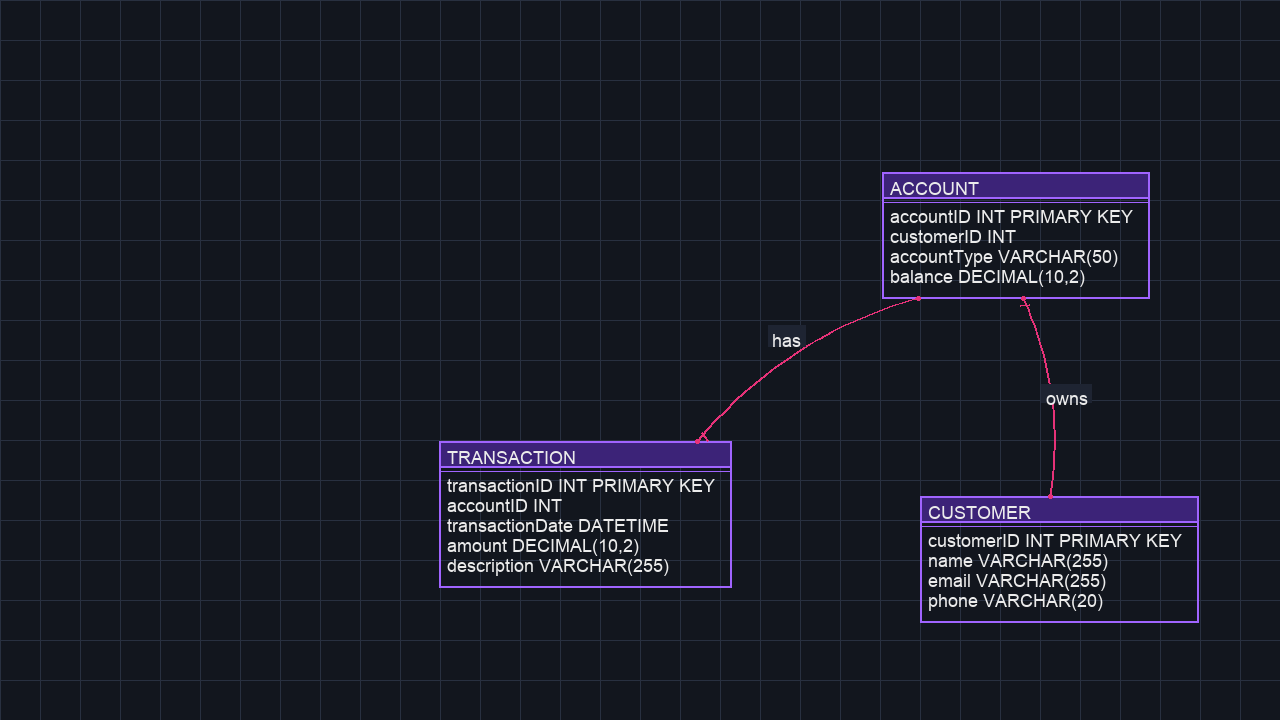 ACCOUNT
accountID INT PRIMARY KEY
customerID INT
accountType VARCHAR(50)
balance DECIMAL(10,2)
has
owns
TRANSACTION
transactionID INT PRIMARY KEY
accountID INT
transactionDate DATETIME
amount DECIMAL(10,2)
description VARCHAR(255)
CUSTOMER
customerID INT PRIMARY KEY
name VARCHAR(255)
email VARCHAR(255)
phone VARCHAR(20)